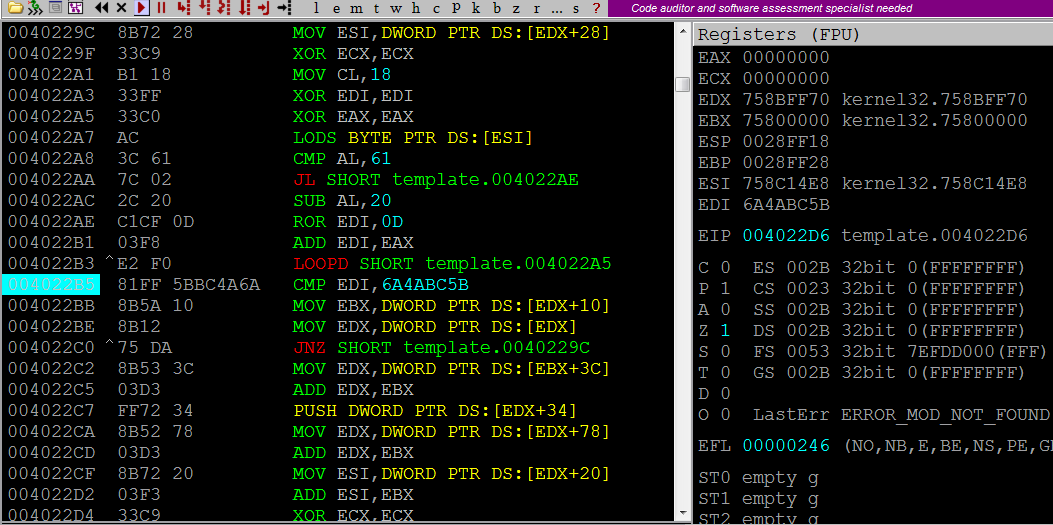 l e m t w h c p k b z r ... s ?
Code auditor and software assessment specialist needed
0040229C 8B72 28 MOV ESI,DWORD PTR DS:[EDX+28]
0040229F 33C9 XOR ECX,ECX
004022A1 B1 18 MOV CL,18
004022A3 33FF XOR EDI,EDI
004022A5 33C0 XOR EAX,EAX
004022A7 AC LODS BYTE PTR DS:[ESI]
004022A8 3C 61 CMP AL,61
004022AA 7C 02 JL SHORT template.004022AE
004022AC 2C 20 SUB AL,20
004022AE C1CF 0D ROR EDI,0D
004022B1 03F8 ADD EDI,EAX
004022B3 ^E2 F0 LOOPD SHORT template.004022A5
004022B5 81FF 5BBC4A6A CMP EDI,6A4ABC5B
004022BB 8B5A 10 MOV EBX,DWORD PTR DS:[EDX+10]
004022BE 8B12 MOV EDX,DWORD PTR DS:[EDX]
004022C0 ^75 DA JNZ SHORT template.0040229C
004022C2 8B53 3C MOV EDX,DWORD PTR DS:[EBX+3C]
004022C5 03D3 ADD EDX,EBX
004022C7 FF72 34 PUSH DWORD PTR DS:[EDX+34]
004022CA 8B52 78 MOV EDX,DWORD PTR DS:[EDX+78]
004022CD 03D3 ADD EDX,EBX
004022CF 8B72 20 MOV ESI,DWORD PTR DS:[EDX+20]
004022D2 03F3 ADD ESI,EBX
004022D4 33C9 XOR ECX,ECX
Registers (FPU)
EAX 00000000
ECX 00000000
EDX 758BFF70 kernel32.758BFF70
EBX 75800000 kernel32.75800000
ESP 0028FF18
EBP 0028FF28
ESI 758C14E8 kernel32.758C14E8
EDI 6A4ABC5B
EIP 004022D6 template.004022D6
C 0 ES 002B 32bit 0(FFFFFFFF)
P 1 CS 0023 32bit 0(FFFFFFFF)
A 0 SS 002B 32bit 0(FFFFFFFF)
Z 1 DS 002B 32bit 0(FFFFFFFF)
S 0 FS 0053 32bit 7EFDD000(FFF)
T 0 GS 002B 32bit 0(FFFFFFFF)
D 0
O 0 LastErr ERROR_MOD_NOT_FOUND
EFL 00000246 (NO,NB,E,BE,NS,PE,GE
ST0 empty g
ST1 empty g
ST2 empty g